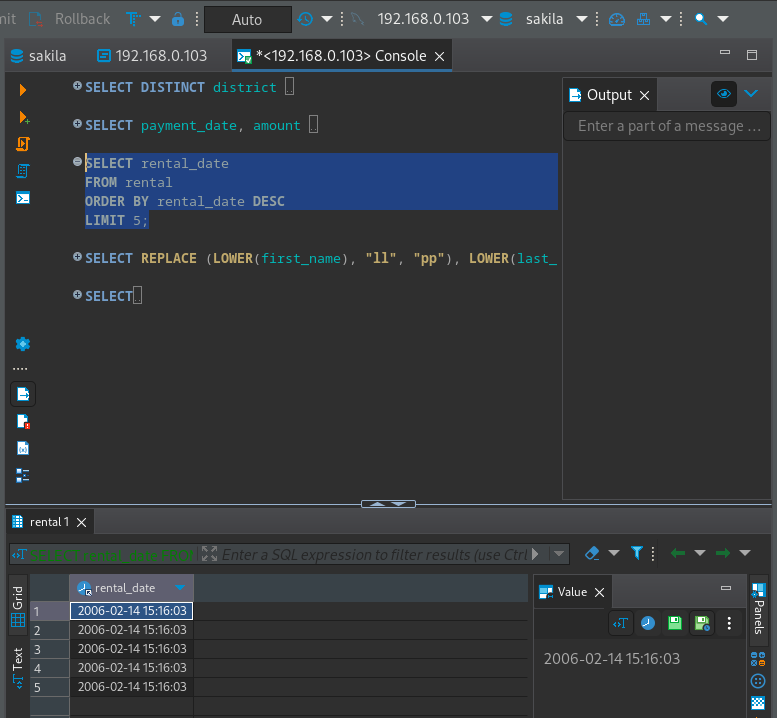 mit Rollback Auto 192.168.0.103 sakila
sakila 192.168.0.103 *<192.168.0.103> Console
SELECT DISTINCT district
SELECT payment_date, amount
SELECT rental_date
FROM rental
ORDER BY rental_date DESC
LIMIT 5;
SELECT REPLACE (LOWER(first_name), "ll", "pp"), LOWER(last_
SELECT
Output
Enter a part of a message ...
rental 1
SELECT rental_date FROM Enter a SQL expression to filter results (use Ctrl
Grid
Text
rental_date
1 2006-02-14 15:16:03
2 2006-02-14 15:16:03
3 2006-02-14 15:16:03
4 2006-02-14 15:16:03
5 2006-02-14 15:16:03
Value
2006-02-14 15:16:03
Panels